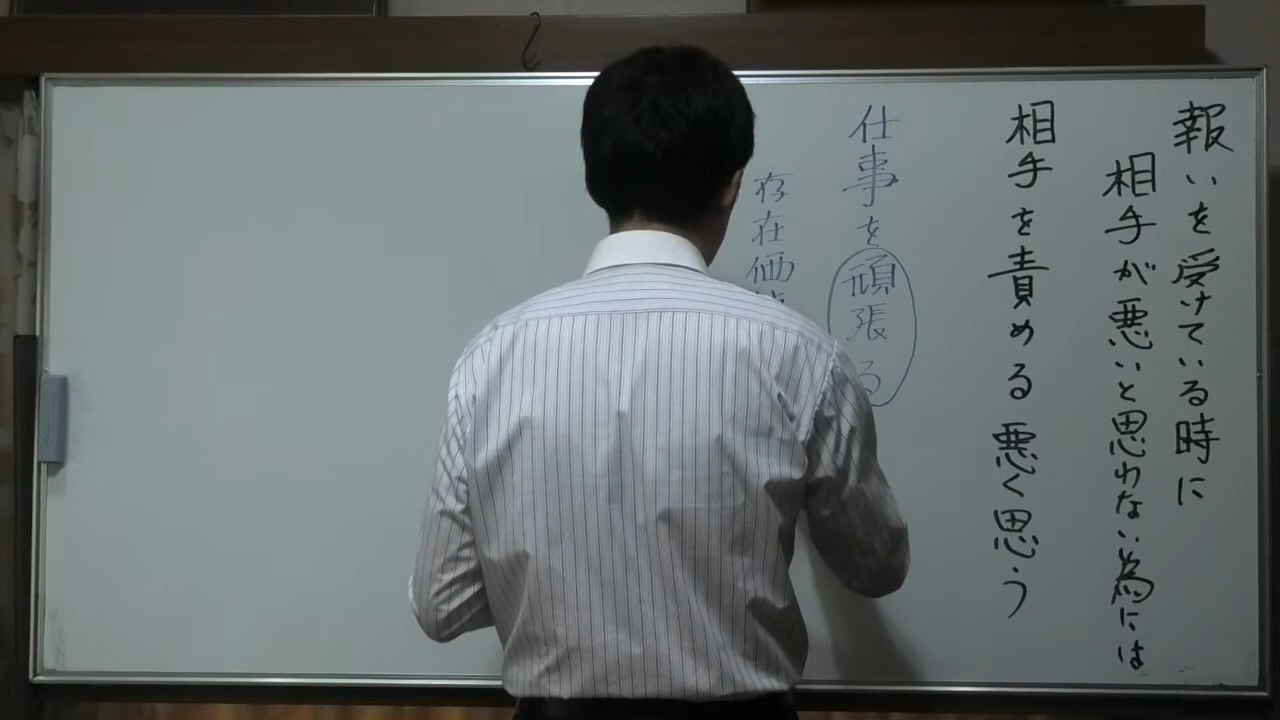 報いを受けている時に
相手が悪いと思わない為には
相手を責める悪く思う
仕事を頑張る
存在価